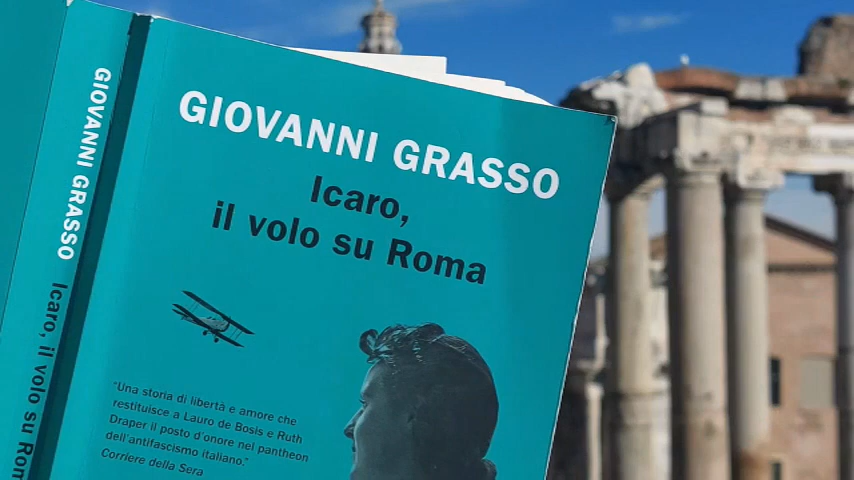 GIOVANNI GRASSO
Icaro, il volo su Rom
GIOVANNI GRASSO
Icaro,
il volo su Roma
"Una storia di libertà e amore che
restituisce a Lauro de Bosis e Ruth
Draper il posto d'onore nel pantheon
dell'antifascismo italiano."
Corriere della Sera